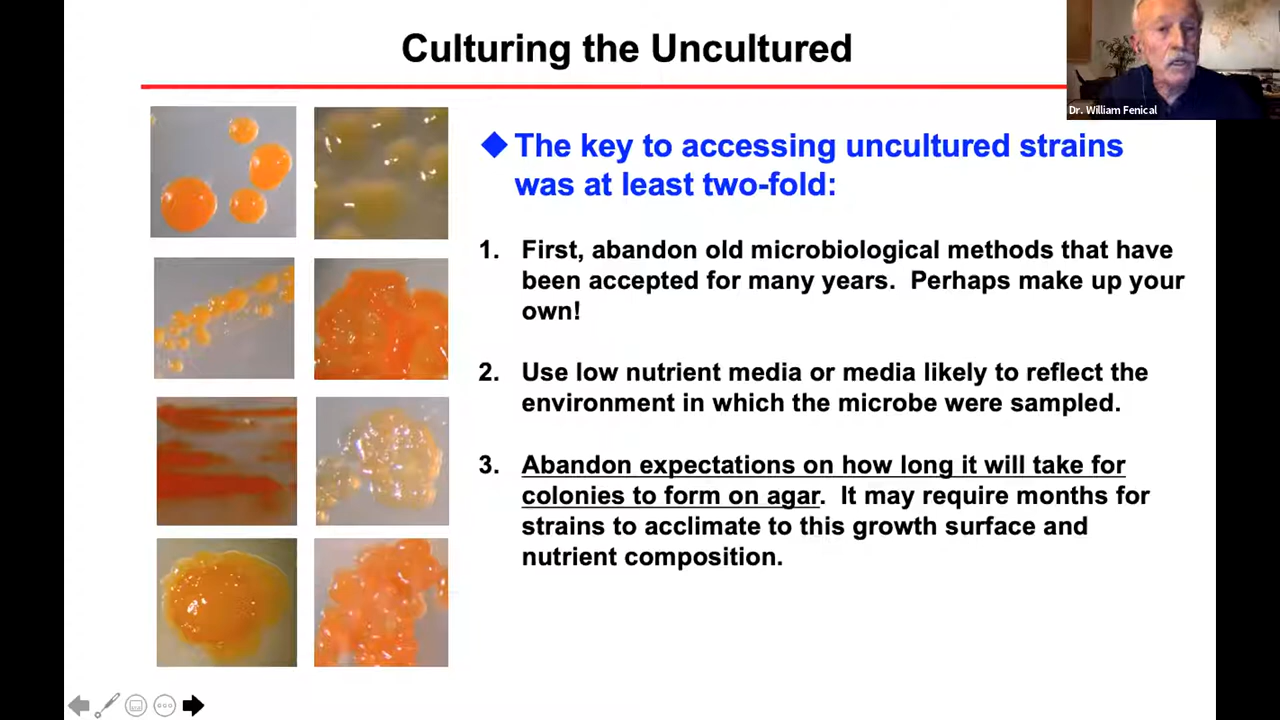 Culturing the Uncultured
Dr. William Fenical
◆ The key to accessing uncultured strains
was at least two-fold:
1. First, abandon old microbiological methods that have
been accepted for many years. Perhaps make up your
own!
2. Use low nutrient media or media likely to reflect the
environment in which the microbe were sampled.
3. Abandon expectations on how long it will take for
colonies to form on agar. It may require months for
strains to acclimate to this growth surface and
nutrient composition.